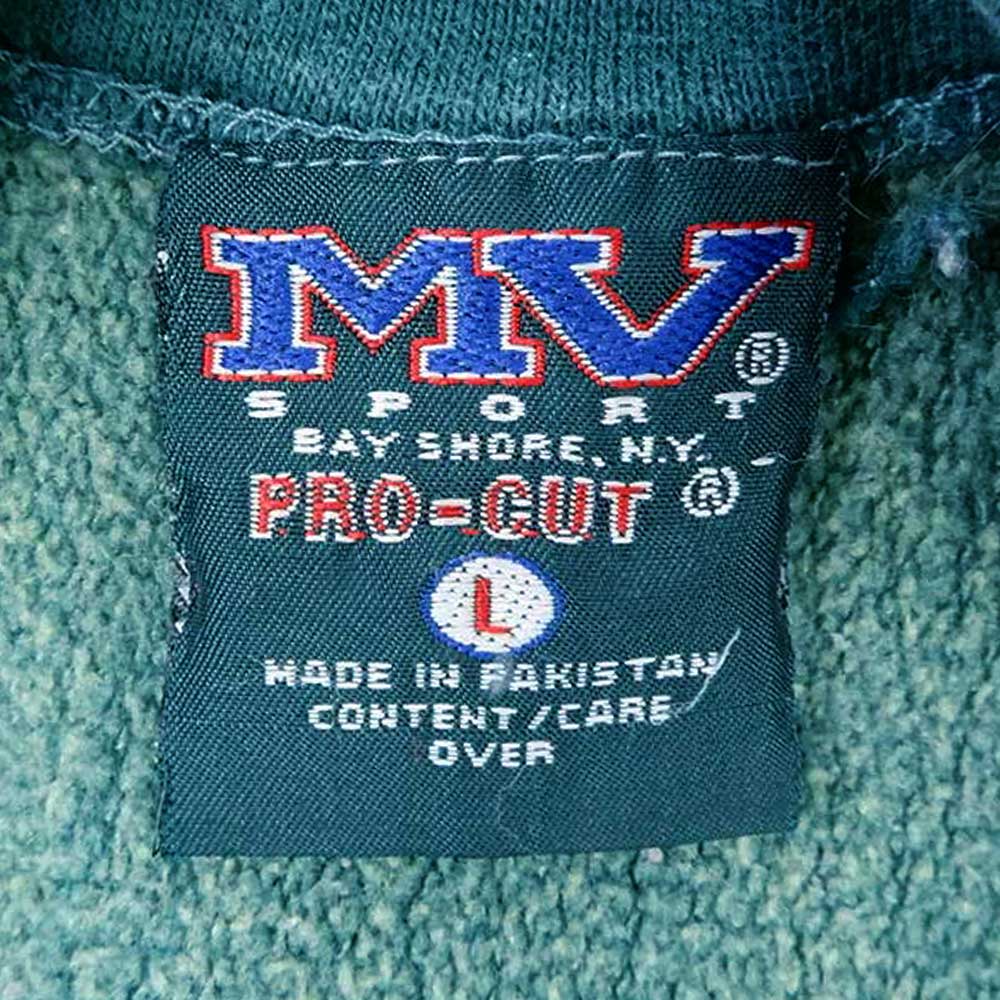 MV®
SPORT
BAY SHORE, N.Y.
PRO-CUT®
L
MADE IN PAKISTAN
CONTENT/CARE
OVER